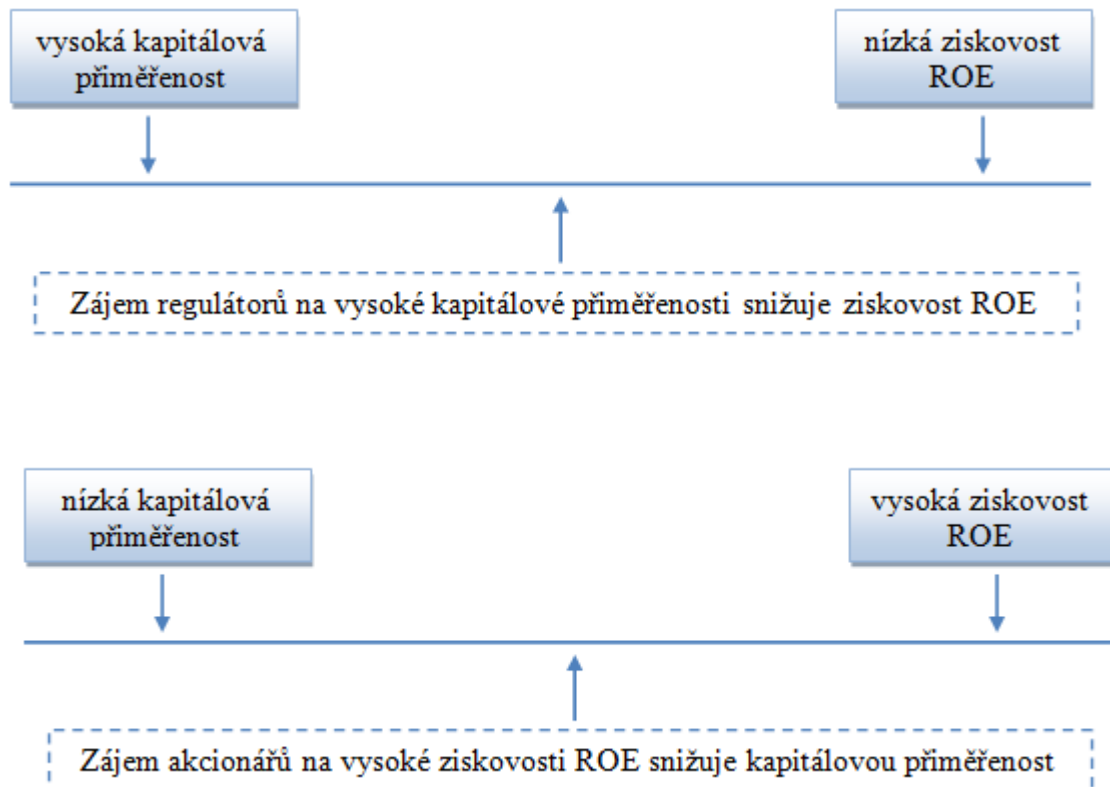 vysoká kapitálová
přiměřenost
nízká ziskovost
ROE
Zájem regulátorů na vysoké kapitálové přiměřenosti snižuje ziskovost ROE
nízká kapitálová
přiměřenost
vysoká ziskovost
ROE
Zájem akcionářů na vysoké ziskovosti ROE snižuje kapitálovou přiměřenost